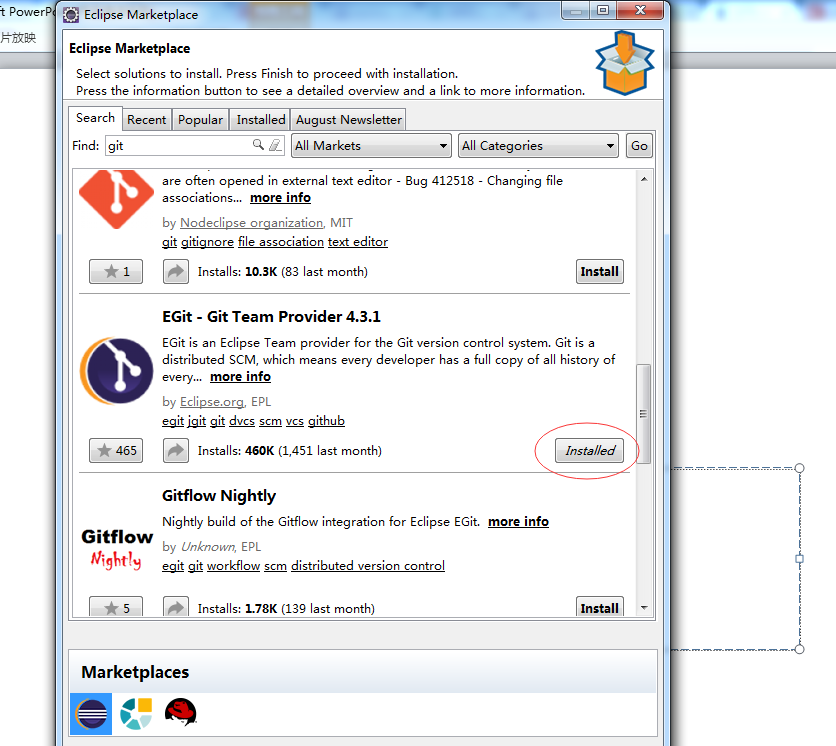 ft PowerPo
片放映
Eclipse Marketplace
Eclipse Marketplace
Select solutions to install. Press Finish to proceed with installation.
Press the information button to see a detailed overview and a link to more information.
Search Recent Popular Installed August Newsletter
Find: git All Markets All Categories Go
are often opened in external text editor - Bug 412518 - Changing file
associations... more info
by Nodeclipse organization, MIT
git gitignore file association text editor
1 Installs: 10.3K (83 last month) Install
EGit - Git Team Provider 4.3.1
EGit is an Eclipse Team provider for the Git version control system. Git is a
distributed SCM, which means every developer has a full copy of all history of
every... more info
by Eclipse.org, EPL
egit jgit git dvcs scm vcs github
465 Installs: 460K (1,451 last month) Installed
Gitflow Nightly
Gitflow
Nightly
Nightly build of the Gitflow integration for Eclipse EGit. more info
by Unknown, EPL
egit git workflow scm distributed version control
5 Installs: 1.78K (139 last month) Install
Marketplaces